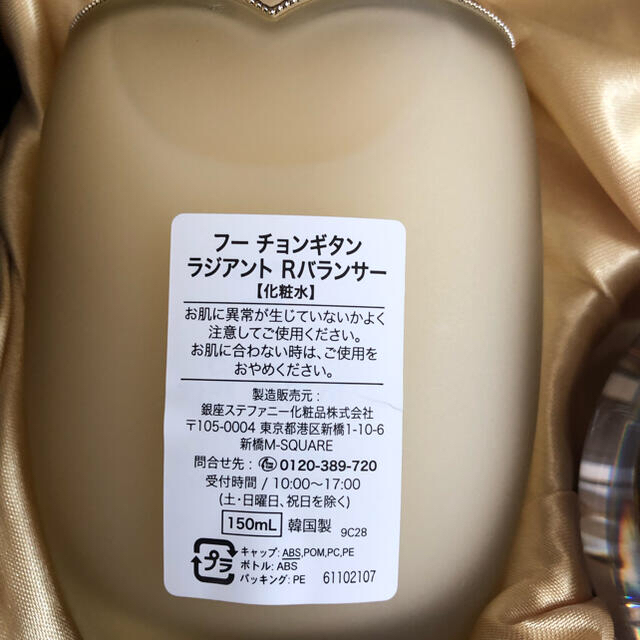 フー チョンギタン
ラジアント Rバランサー
【化粧水】
お肌に異常が生じていないかよく
注意してご使用ください。
お肌に合わない時は、ご使用を
おやめください。
製造販売元：
銀座ステファニー化粧品株式会社
〒105-0004 東京都港区新橋1-10-6
新橋M-SQUARE
問合せ先： 0120-389-720
受付時間 / 10:00〜17:00
(土・日曜日、祝日を除く)
150mL 韓国製 9C28
プラ
キャップ: ABS,POM,PC,PE
ボトル: ABS
パッキング: PE 61102107